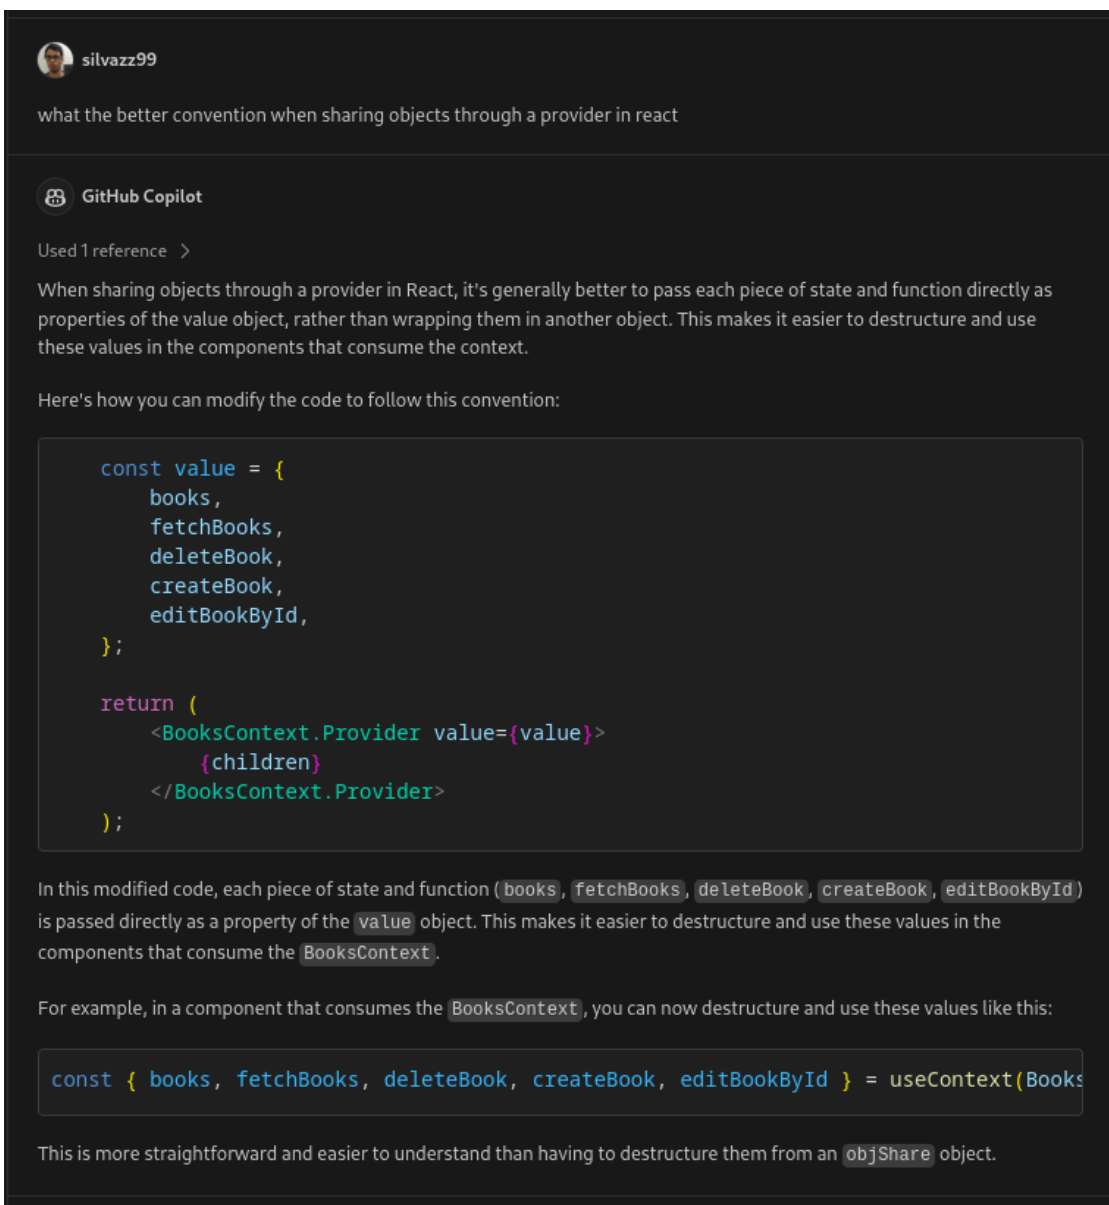 silvazz99
what the better convention when sharing objects through a provider in react
GitHub Copilot
Used 1 reference
When sharing objects through a provider in React, it's generally better to pass each piece of state and function directly as
properties of the value object, rather than wrapping them in another object. This makes it easier to destructure and use
these values in the components that consume the context.
Here's how you can modify the code to follow this convention:
const value = {
books,
fetchBooks,
deleteBook,
createBook,
editBookById,
};
return (
<BooksContext.Provider value={value}>
{children}
</BooksContext.Provider>
);
In this modified code, each piece of state and function ( books, fetchBooks, deleteBook, createBook, editBookById )
is passed directly as a property of the value object. This makes it easier to destructure and use these values in the
components that consume the BooksContext.
For example, in a component that consumes the BooksContext, you can now destructure and use these values like this:
const { books, fetchBooks, deleteBook, createBook, editBookById } = useContext(Books
This is more straightforward and easier to understand than having to destructure them from an objShare object.